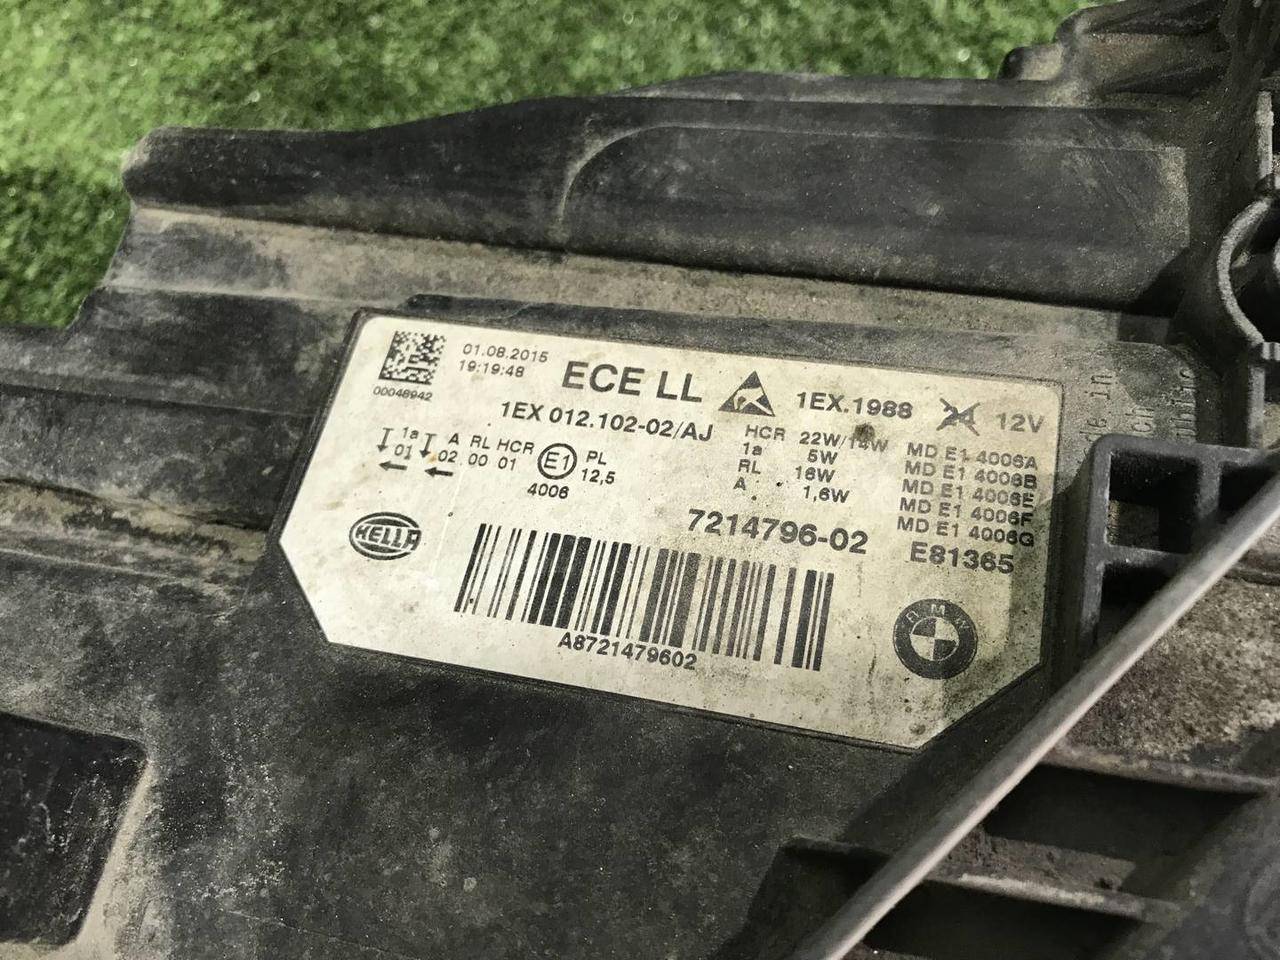 01.08.2015
19:19:48
00048942
ECE LL
1EX.1988 24 12V
1EX 012.102-02/AJ
1a A RL HCR
01 02 00 01
E1
4006
PL
12,5
HCR 22W/14W
1a 5W
RL 16W
A 1,6W
MD E1 4006A
MD E1 4006B
MD E1 4006E
MD E1 4006F
MD E1 4006G
7214796-02
E81365
HELLA
A8721479602
BMW